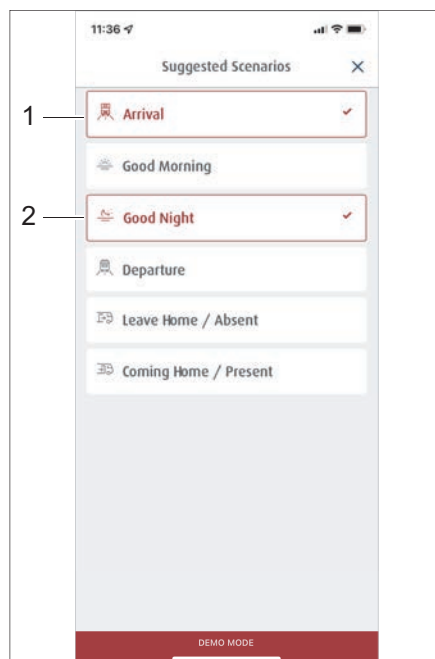 11:36
Suggested Scenarios
1
Arrival
Good Morning
2
Good Night
Departure
Leave Home / Absent
Coming Home / Present
DEMO MODE